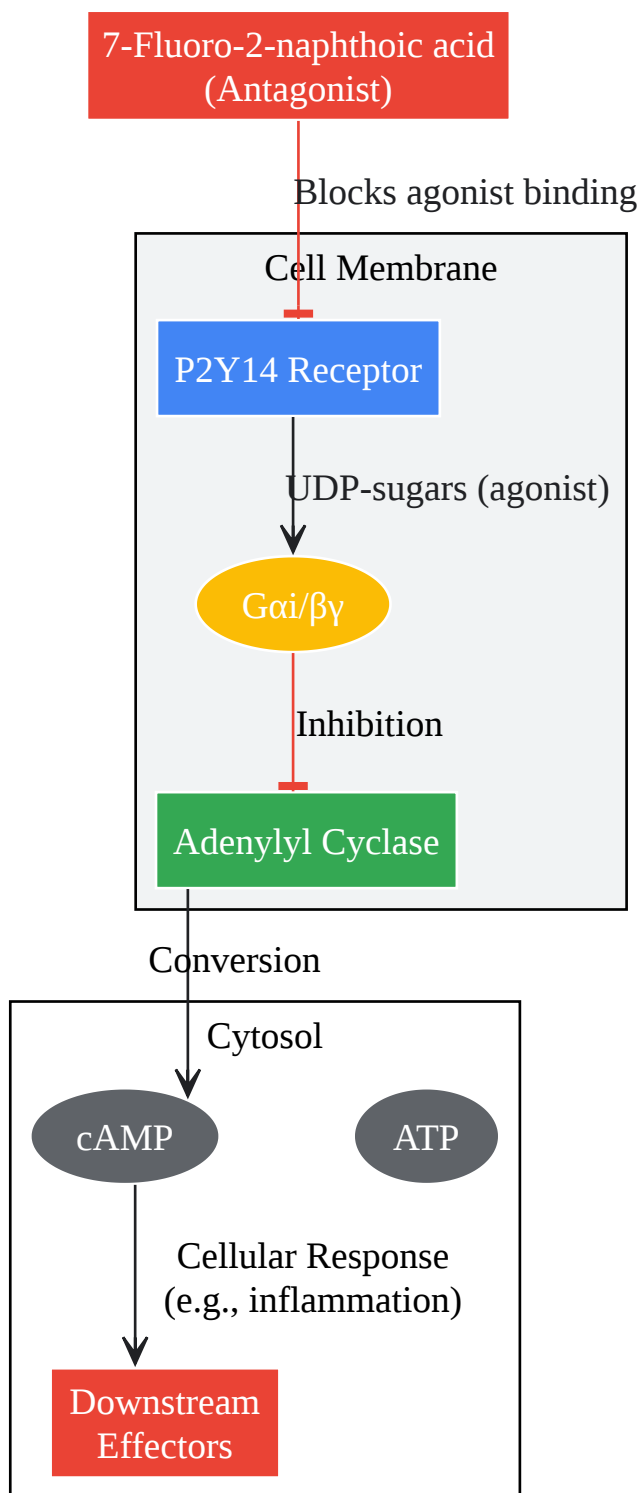 7-Fluoro-2-naphthoic acid
(Antagonist)
Blocks agonist binding
Cell Membrane
P2Y14 Receptor
UDP-sugars (agonist)
Gαi/βγ
Inhibition
Adenylyl Cyclase
Conversion
Cytosol
cAMP
ATP
Cellular Response
(e.g., inflammation)
Downstream
Effectors